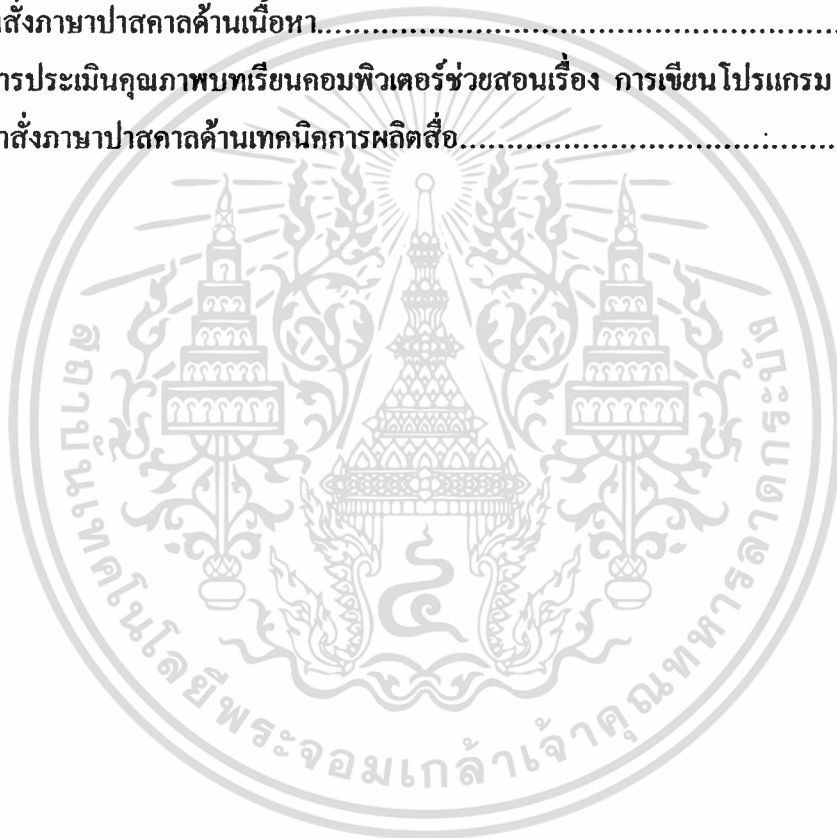 สั่งภาษาปาสคาลด้านเนื้อหา
การประเมินคุณภาพบทเรียนคอมพิวเตอร์ช่วยสอนเรื่อง การเขียนโปรแกรม
าสั่งภาษาปาสคาลด้านเทคนิคการผลิตสื่อ
สถาบันเทคโนโลยีพระจอมเกล้าเจ้าคุณทหารลาดกระบัง